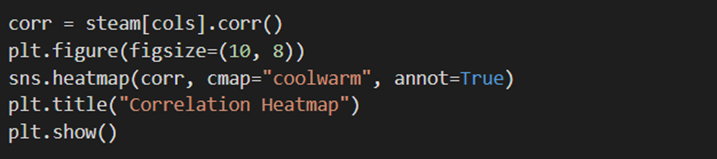 corr = steam[cols].corr()
plt.figure(figsize=(10, 8))
sns.heatmap(corr, cmap="coolwarm", annot=True)
plt.title("Correlation Heatmap")
plt.show()